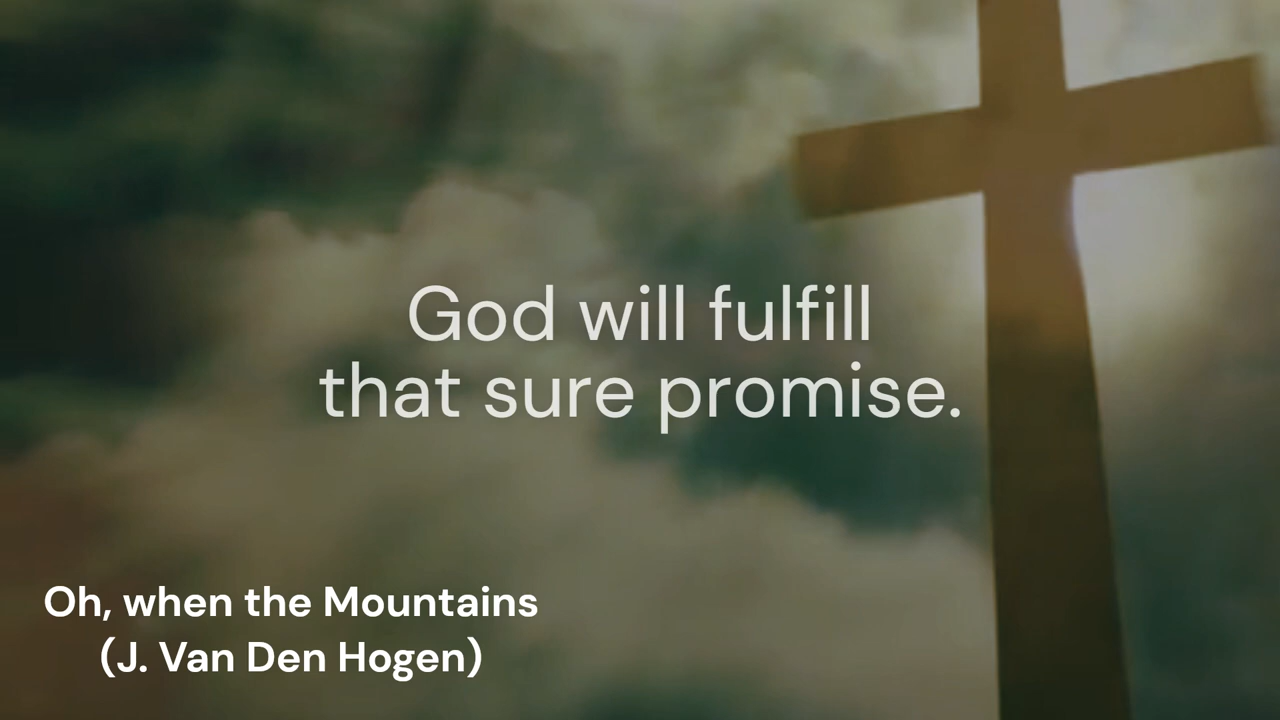 God will fulfill
that sure promise.
Oh, when the Mountains
(J. Van Den Hogen)